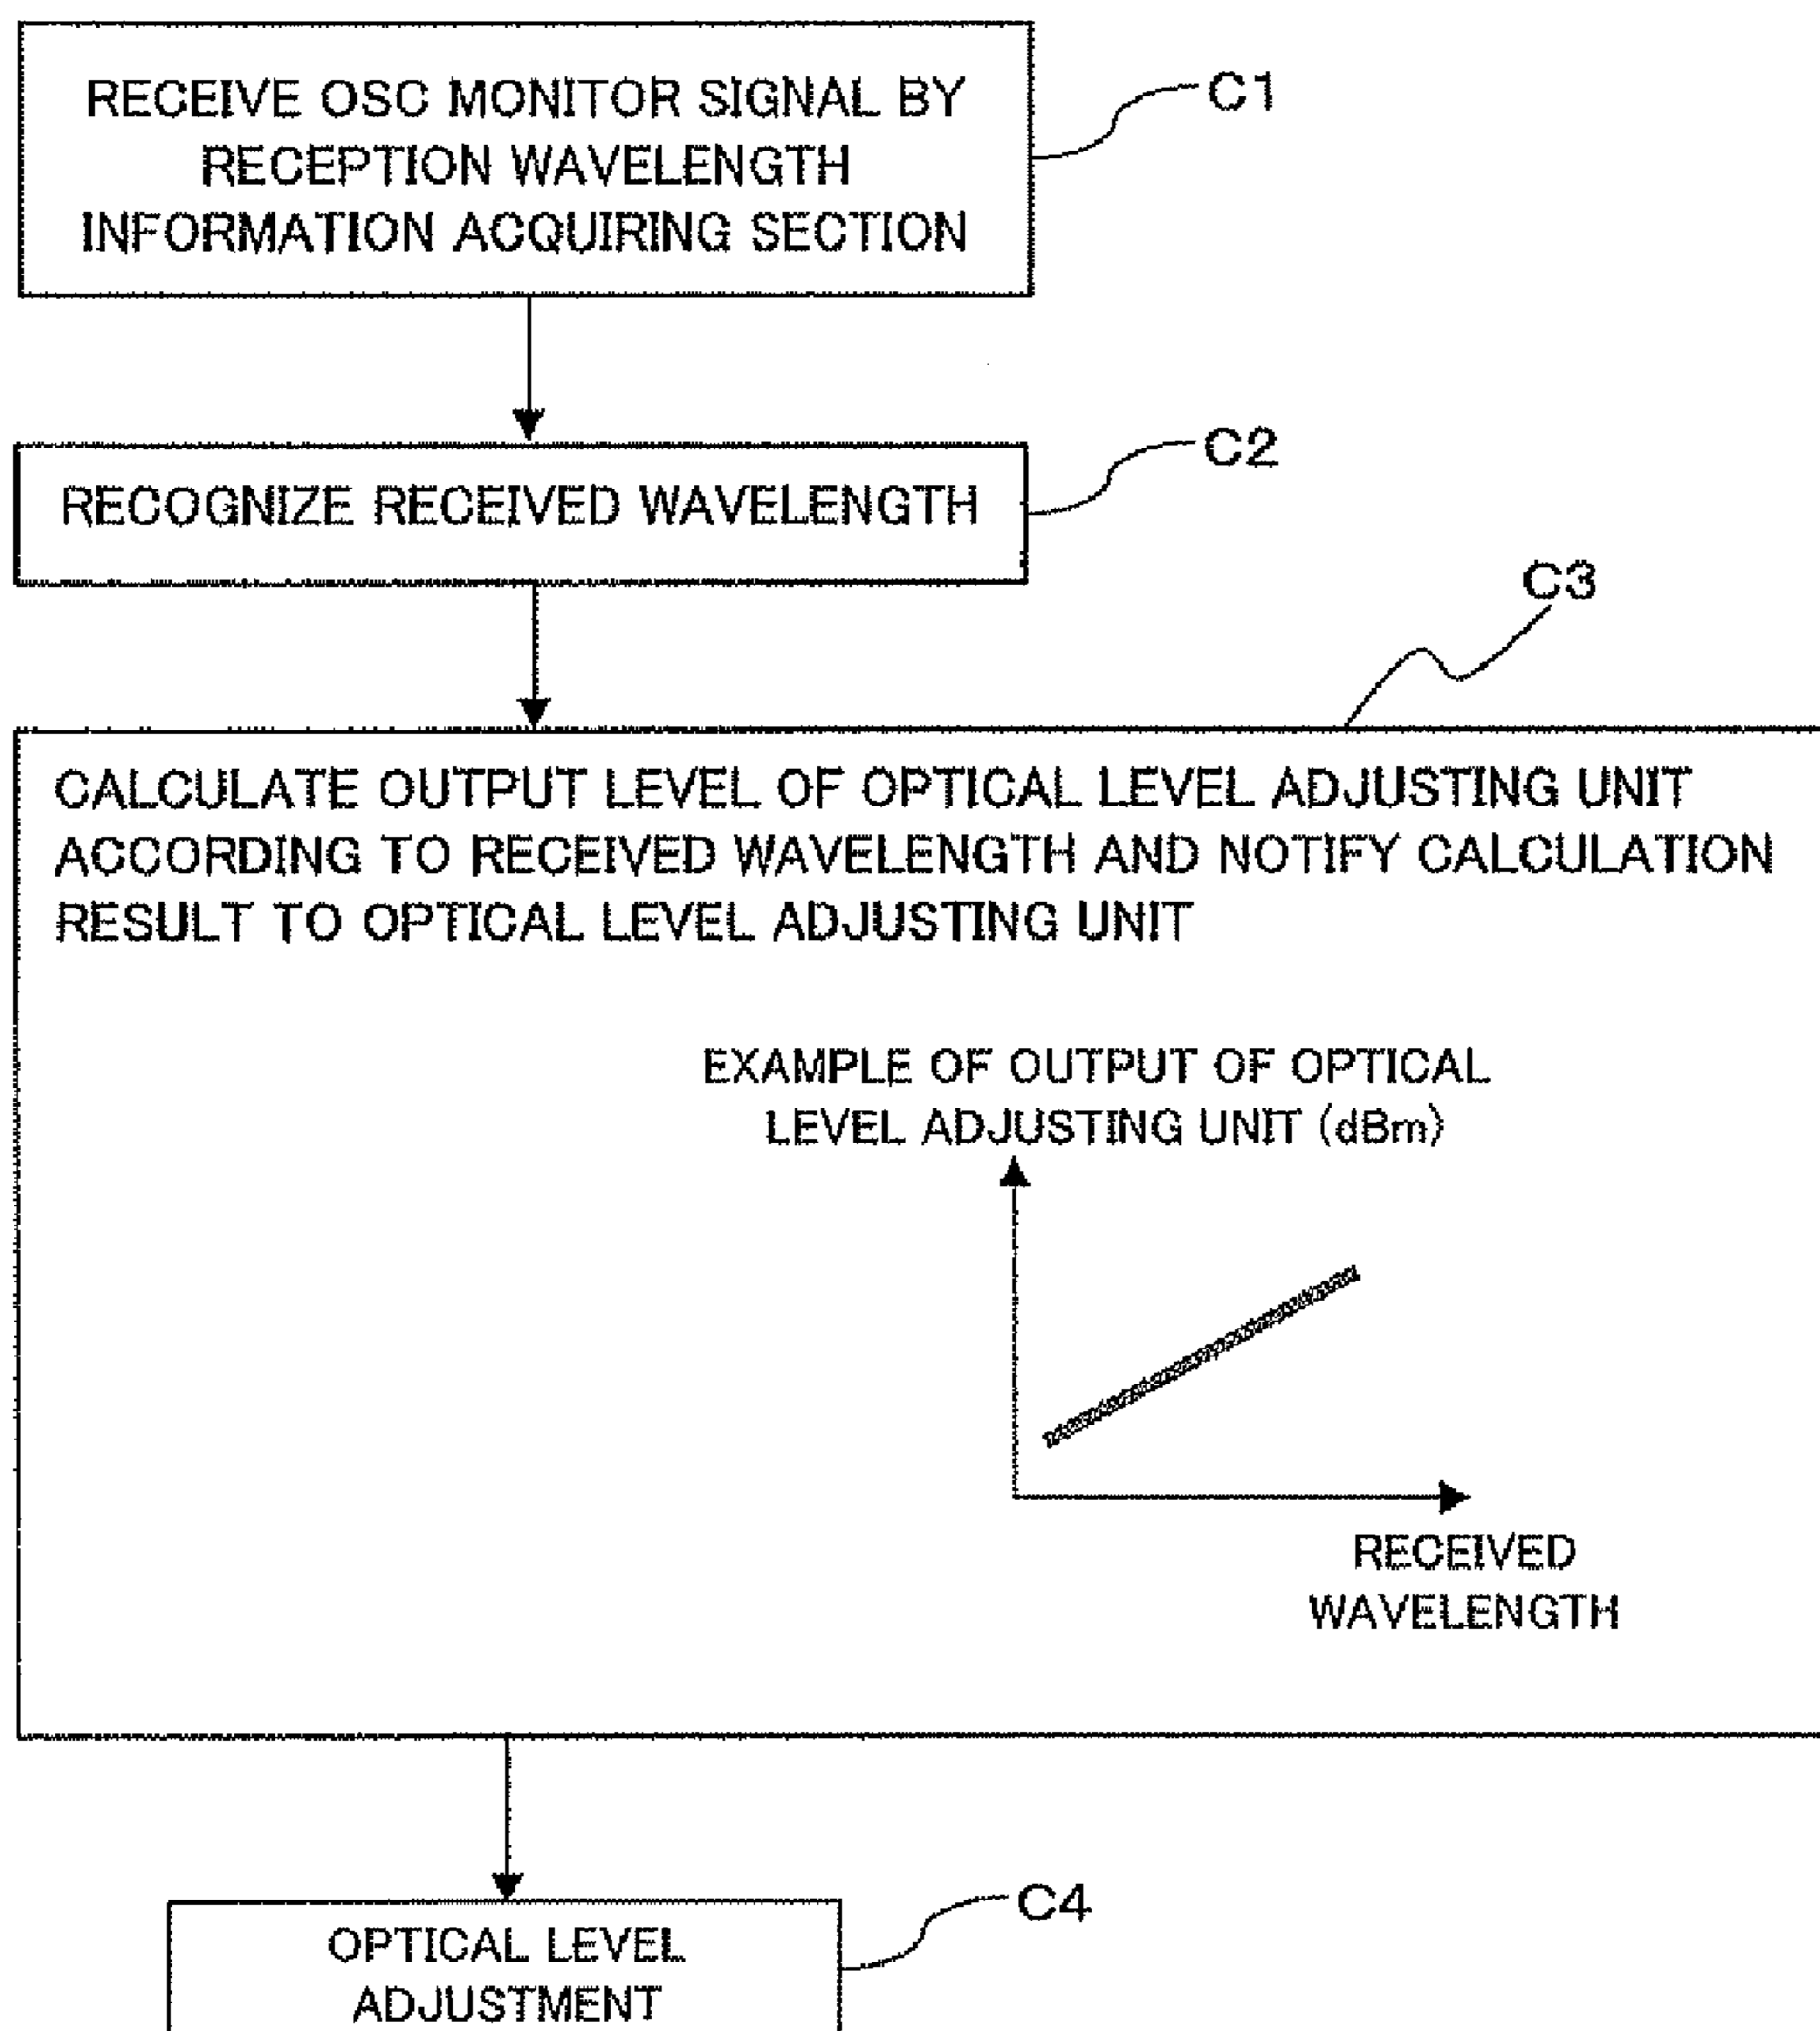 RECEIVE OSC MONITOR SIGNAL BY
RECEPTION WAVELENGTH
INFORMATION ACQUIRING SECTION
C1
RECOGNIZE RECEIVED WAVELENGTH
C2
C3
CALCULATE OUTPUT LEVEL OF OPTICAL LEVEL ADJUSTING UNIT
ACCORDING TO RECEIVED WAVELENGTH AND NOTIFY CALCULATION
RESULT TO OPTICAL LEVEL ADJUSTING UNIT
EXAMPLE OF OUTPUT OF OPTICAL
LEVEL ADJUSTING UNIT (dBm)
RECEIVED
WAVELENGTH
OPTICAL LEVEL
ADJUSTMENT
C4